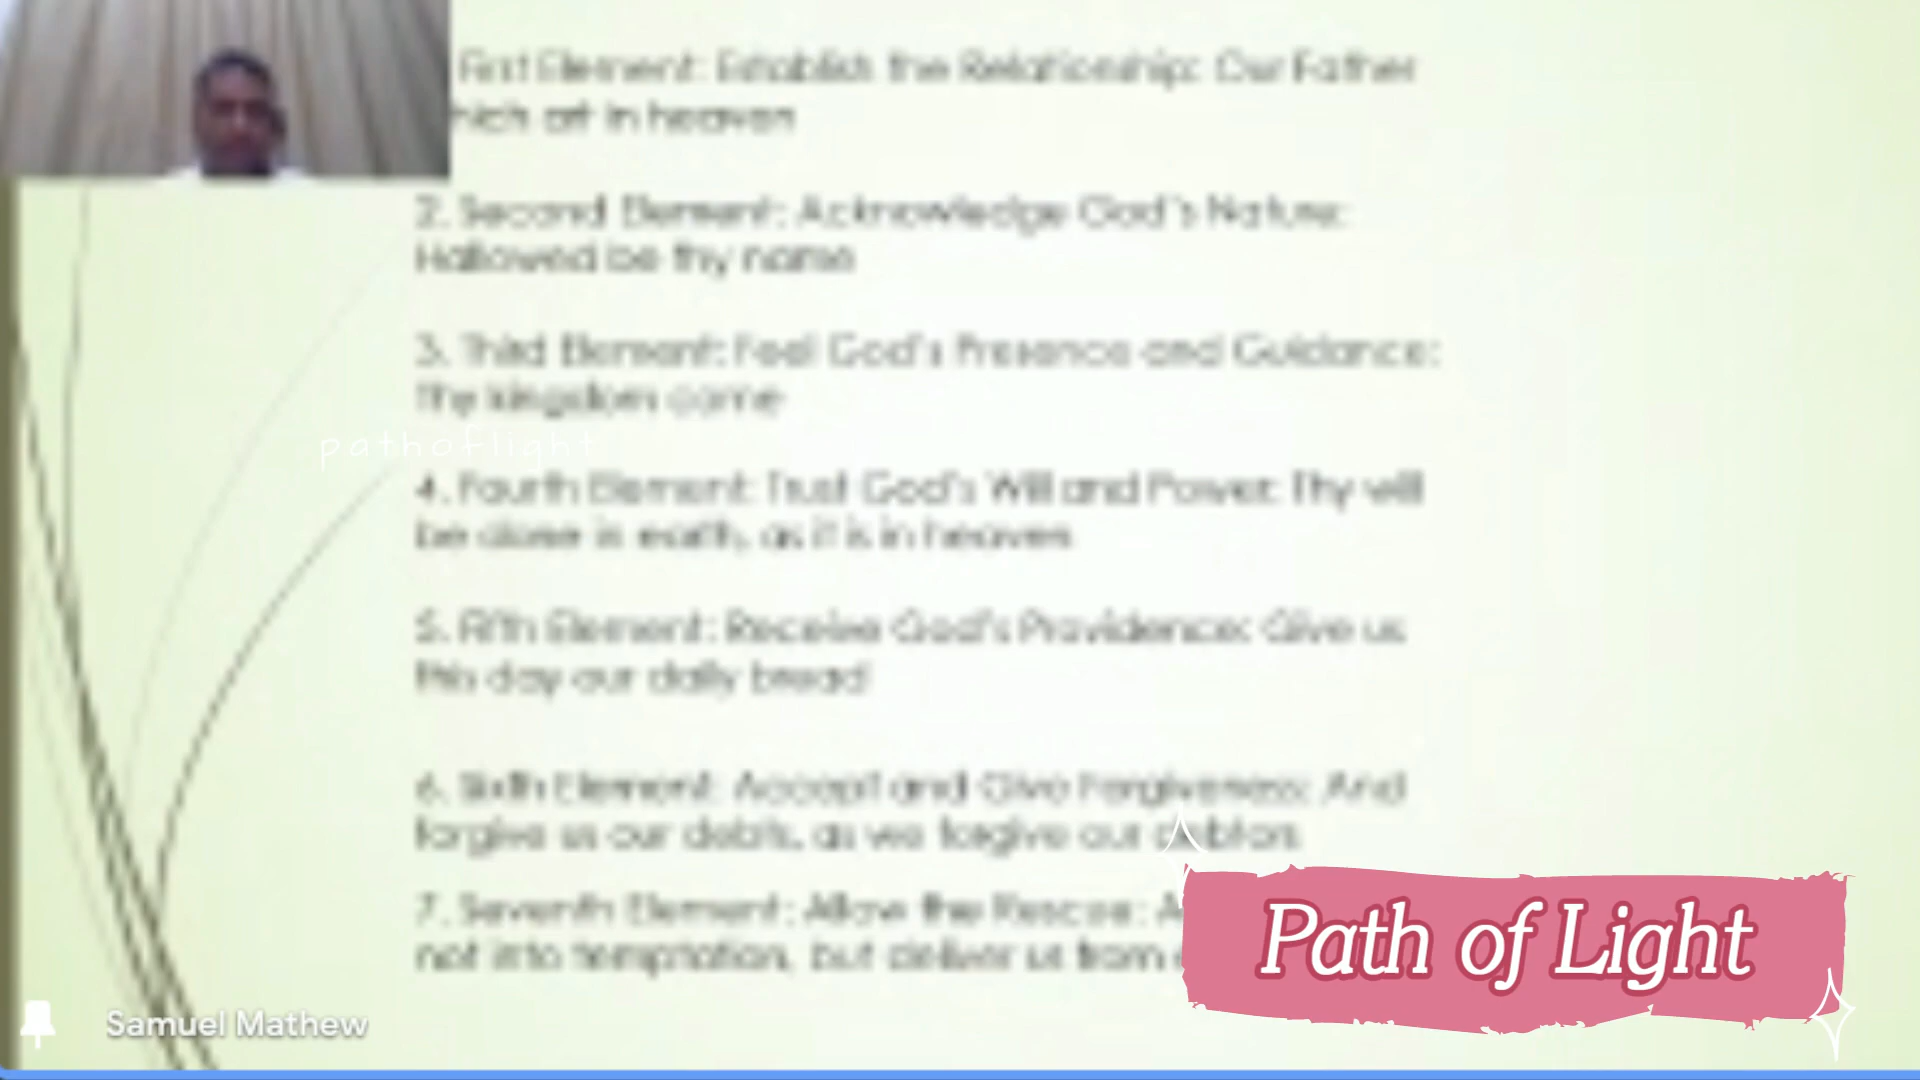 First Element: Establish the Relationship: Our Father
hich art in heaven
2. Second Element: Acknowledge God's Nature:
Hallowed be thy name
3. Third Element: Feel God's Presence and Guidance:
Thy kingdom come
pathoflight
4. Fourth Element: Trust God's Will and Power: Thy will
be done is earth, as it is in heaven
5. Fifth Element: Receive God's Providence: Give us
this day our daily bread
6. Sixth Element: Accept and Give Forgiveness: And
forgive us our debts, as we forgive our debtors
7. Seventh Element: Allow the Rescue: A
not into temptation, but deliver us from
Path of Light
Samuel Mathew